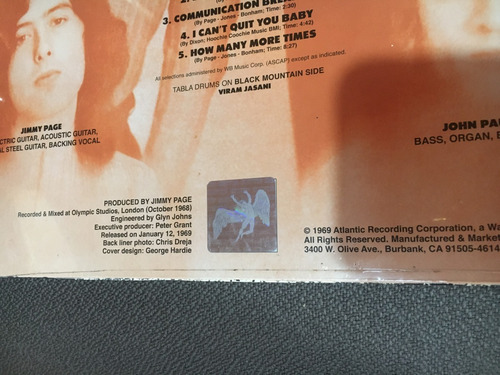 3. COMMUNICATION
(By Page - Jones - Bonham; Time: 2:30)
4. I CAN'T QUIT YOU BABY
(By Dixon: Hoochie Coochie Music BMI; Time: 4:42)
5. HOW MANY MORE TIMES
(By Page - Jones - Bonham; Time: 8:27)
All selections administered by WB Music Corp. (ASCAP) except as indicated.
TABLA DRUMS ON BLACK MOUNTAIN SIDE
VIRAM JASANI
JIMMY PAGE
CTRIC GUITAR, ACOUSTIC GUITAR,
L STEEL GUITAR, BACKING VOCAL
JOHN PA
BASS, ORGAN,
PRODUCED BY JIMMY PAGE
Recorded & Mixed at Olympic Studios, London (October 1968)
Engineered by Glyn Johns
Executive producer: Peter Grant
Released on January 12, 1969
Back liner photo: Chris Dreja
Cover design: George Hardie
© 1969 Atlantic Recording Corporation, a Wa
All Rights Reserved. Manufactured & Market
3400 W. Olive Ave., Burbank, CA 91505-4614